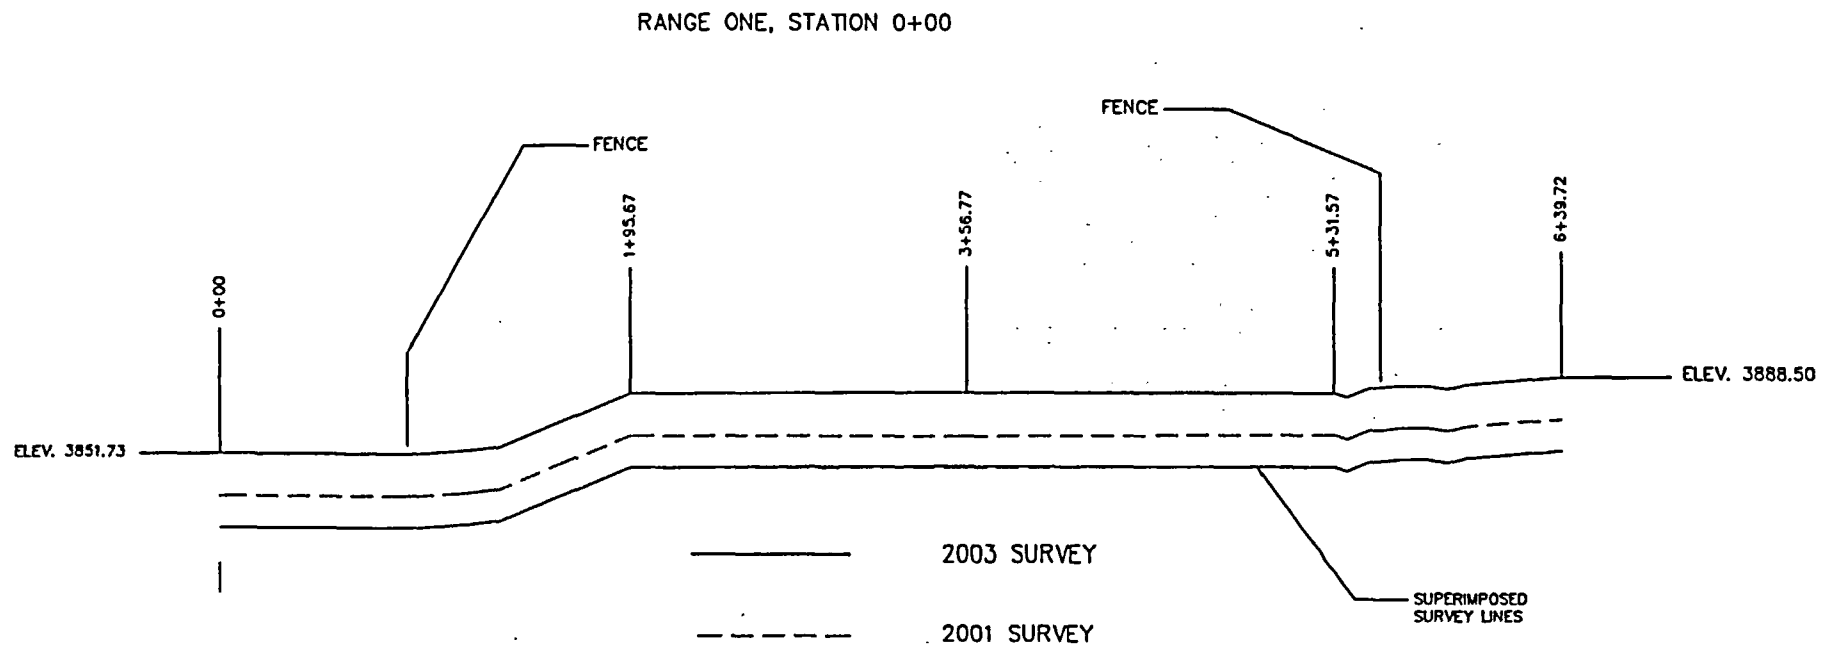 RANGE ONE, STATION 0+00
FENCE
FENCE
0+00
1+95.67
3+56.77
5+31.57
6+39.72
ELEV. 3888.50
ELEV. 3851.73
2003 SURVEY
SUPERIMPOSED
SURVEY LINES
2001 SURVEY